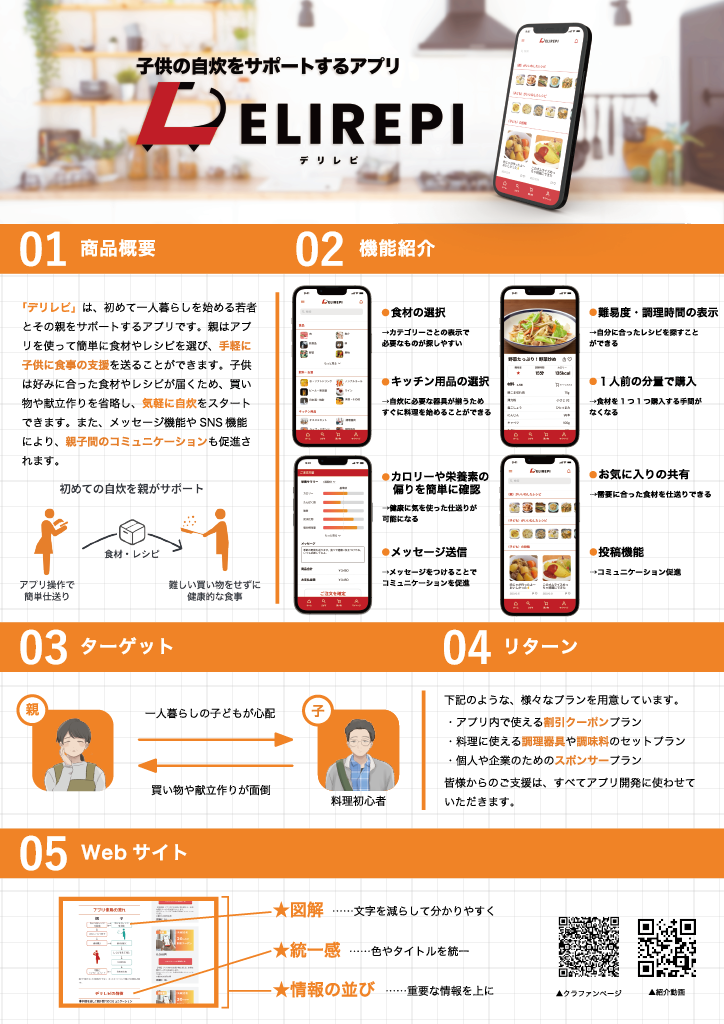 子供の自炊をサポートするアプリ
DELIREPI
デリレピ
01 商品概要
「デリレピ」は、初めて一人暮らしを始める若者
とその親をサポートするアプリです。親はアプ
リを使って簡単に食材やレシピを選び、手軽に
子供に食事の支援を送ることができます。子供
は好みに合った食材やレシピが届くため、買い
物や献立作りを省略し、気軽に自炊をスタート
できます。また、メッセージ機能やSNS機能
により、親子間のコミュニケーションも促進さ
れます。
初めての自炊を親がサポート
食材・レシピ
アプリ操作で
簡単仕送り
難しい買い物をせずに
健康的な食事
02 機能紹介
DELIREPI
●食材の選択
→カテゴリーごとの表示で
必要なものが探しやすい
●キッチン用品の選択
→自炊に必要な器具が揃うため
すぐに料理を始めることができる
野菜たっぷり!野菜炒め
●難易度・調理時間の表示
→自分に合ったレシピを探すこと
ができる
●1人前の分量で購入
→食材を1つ1つ購入する手間が
なくなる
ご注文を確定
●カロリーや栄養素の
偏りを簡単に確認
→健康に気を使った仕送りが
可能になる
●メッセージ送信
→メッセージをつけることで
コミュニケーションを促進
DELIREPI
●お気に入りの共有
→需要に合った食材を仕送りできる
●投稿機能
→コミュニケーション促進
03 ターゲット
親
一人暮らしの子どもが心配
買い物や献立作りが面倒
子
料理初心者
04 リターン
下記のような、様々なプランを用意しています。
・アプリ内で使える割引クーポンプラン
・料理に使える調理器具や調味料のセットプラン
・個人や企業のためのスポンサープラン
皆様からのご支援は、すべてアプリ開発に使わせて
いただきます。
05 Webサイト
★図解 ……文字を減らして分かりやすく
★統一感 ……色やタイトルを統一
★情報の並び ……重要な情報を上に
▲クラファンページ
▲紹介動画